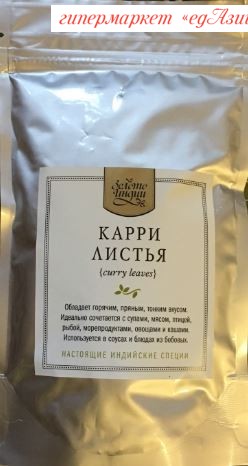 гипермаркет «едАзи
Золото
Индии
КАРРИ
ЛИСТЬЯ
{curry leaves}
Обладает горячим, пряным, тонким вкусом.
Идеально сочетается с супами, мясом, птицей,
рыбой, морепродуктами, овощами и кашами.
Используется в соусах и блюдах из бобовых.
НАСТОЯЩИЕ ИНДИЙСКИЕ СПЕЦИИ